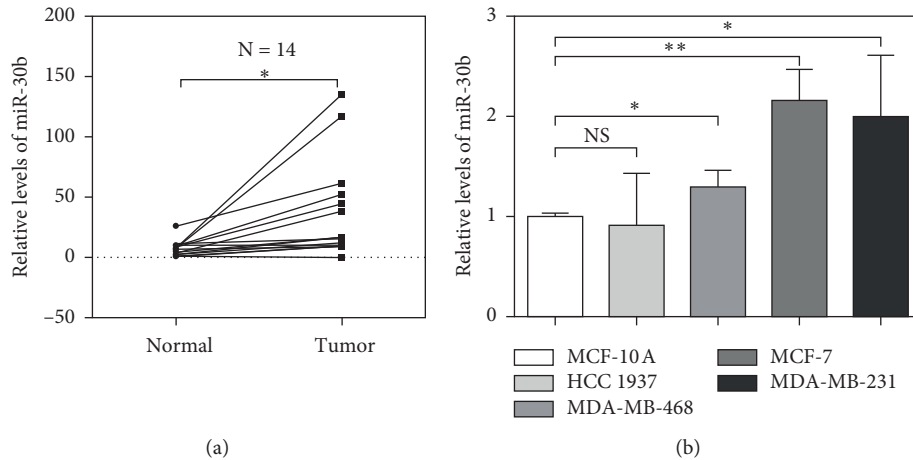 Relative levels of miR-30b
200
150
100
50
0
−50
N = 14
*
Normal
Tumor
(a)
Relative levels of miR-30b
3
2
1
0
*
**
*
NS
MCF-10A
HCC 1937
MDA-MB-468
MCF-7
MDA-MB-231
(b)